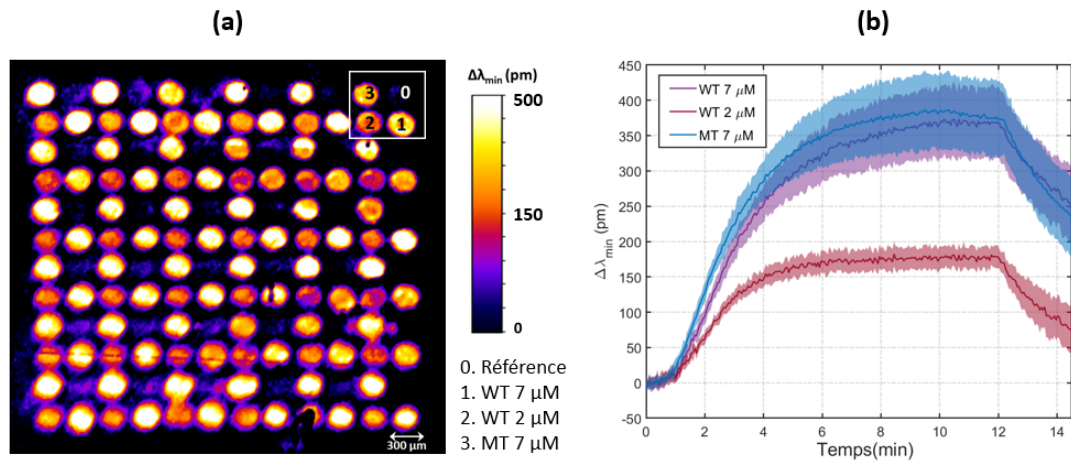 (a)
3 0
2 1
300 µm
Δλmin (pm)
500
150
0
0. Référence
1. WT 7 µM
2. WT 2 µM
3. MT 7 µM
(b)
450
400
350
300
250
200
150
100
50
0
-50
Δ λmin (pm)
WT 7 µM
WT 2 µM
MT 7 µM
0 2 4 6 8 10 12 14
Temps(min)